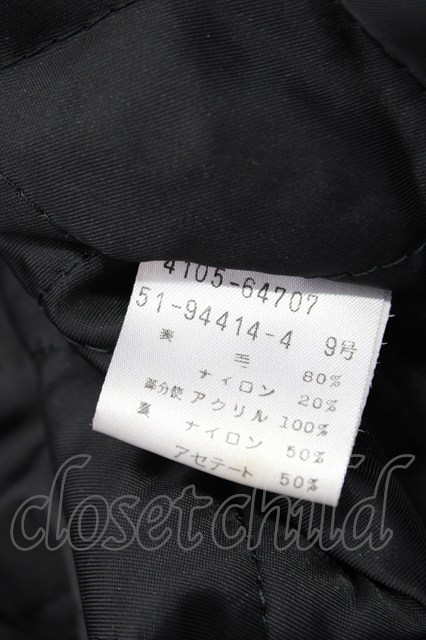 4105-64707
51-94414-4 9号
表 毛 80%
ナイロン 20%
部分使 アクリル 100%
裏 ナイロン 50%
アセテート 50%
closetchild